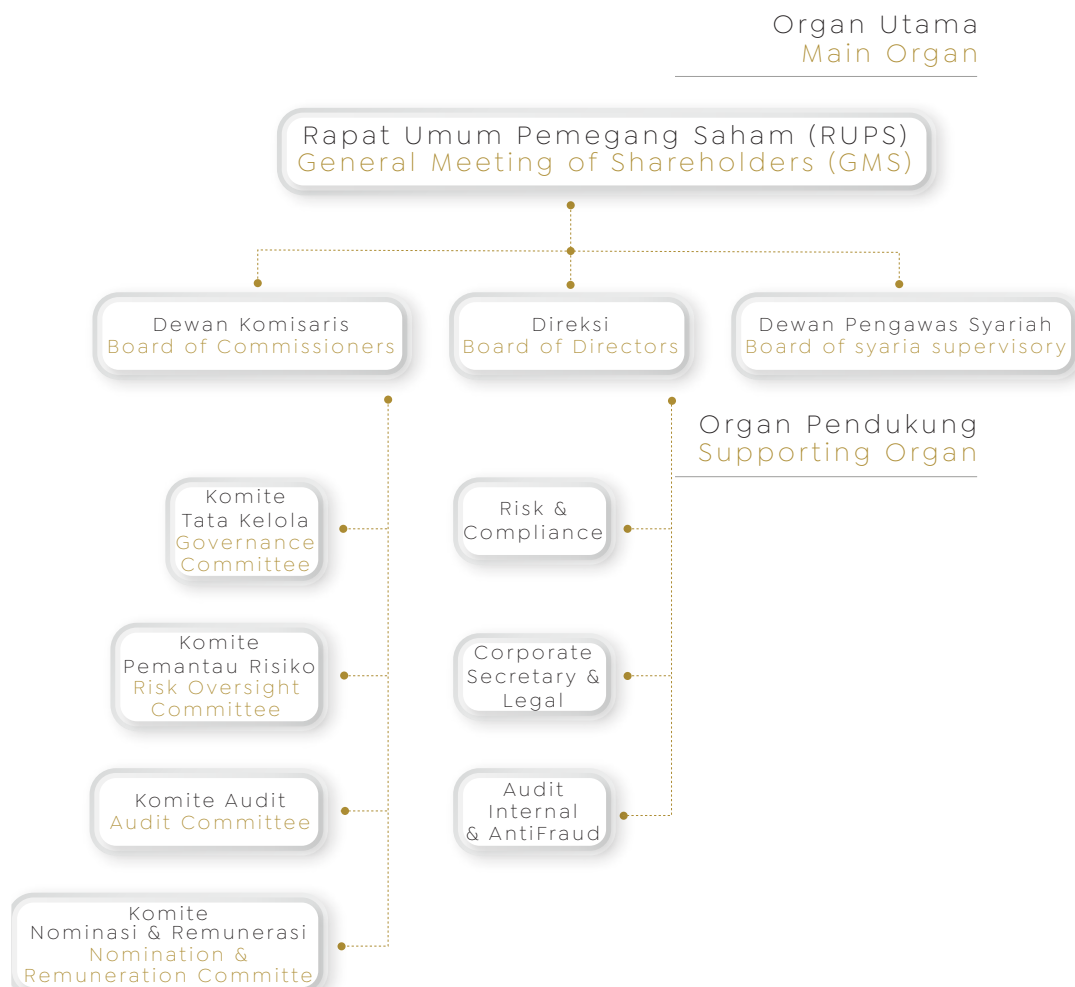 Organ Utama
Main Organ
Rapat Umum Pemegang Saham (RUPS)
General Meeting of Shareholders (GMS)
Dewan Komisaris
Board of Commissioners
Direksi
Board of Directors
Dewan Pengawas Syariah
Board of syaria supervisory
Organ Pendukung
Supporting Organ
Komite
Tata Kelola
Governance
Committee
Risk &
Compliance
Komite
Pemantau Risiko
Risk Oversight
Committee
Corporate
Secretary &
Legal
Komite Audit
Audit Committee
Audit
Internal
& AntiFraud
Komite
Nominasi & Remunerasi
Nomination &
Remuneration Committe